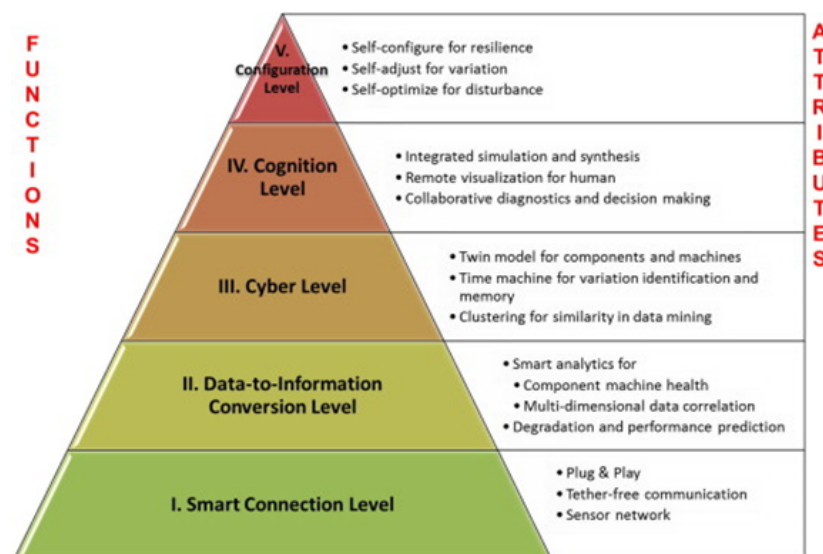 FUNCTIONS
ATTRIBUTES
V.
Configuration
Level
• Self-configure for resilience
• Self-adjust for variation
• Self-optimize for disturbance
IV. Cognition
Level
• Integrated simulation and synthesis
• Remote visualization for human
• Collaborative diagnostics and decision making
III. Cyber Level
• Twin model for components and machines
• Time machine for variation identification and
memory
• Clustering for similarity in data mining
II. Data-to-Information
Conversion Level
• Smart analytics for
• Component machine health
• Multi-dimensional data correlation
• Degradation and performance prediction
I. Smart Connection Level
• Plug & Play
• Tether-free communication
• Sensor network